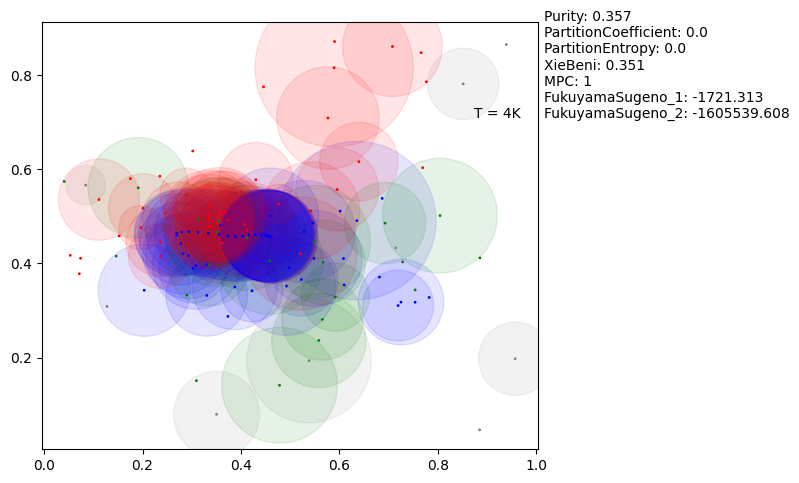 Purity: 0.357
PartitionCoefficient: 0.0
PartitionEntropy: 0.0
XieBeni: 0.351
MPC: 1
FukuyamaSugeno_1: -1721.313
FukuyamaSugeno_2: -1605539.608
T = 4K
0.8
0.6
0.4
0.2
0.0 0.2 0.4 0.6 0.8 1.0